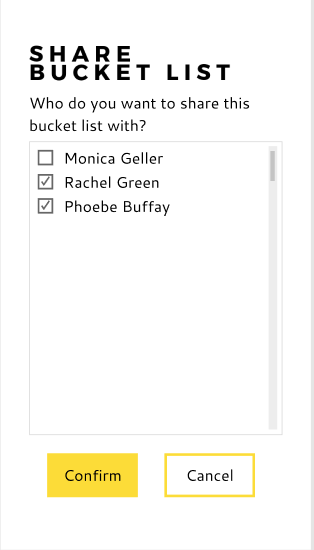 SHARE
BUCKET LIST
Who do you want to share this
bucket list with?
Monica Geller
Rachel Green
Phoebe Buffay
Confirm
Cancel